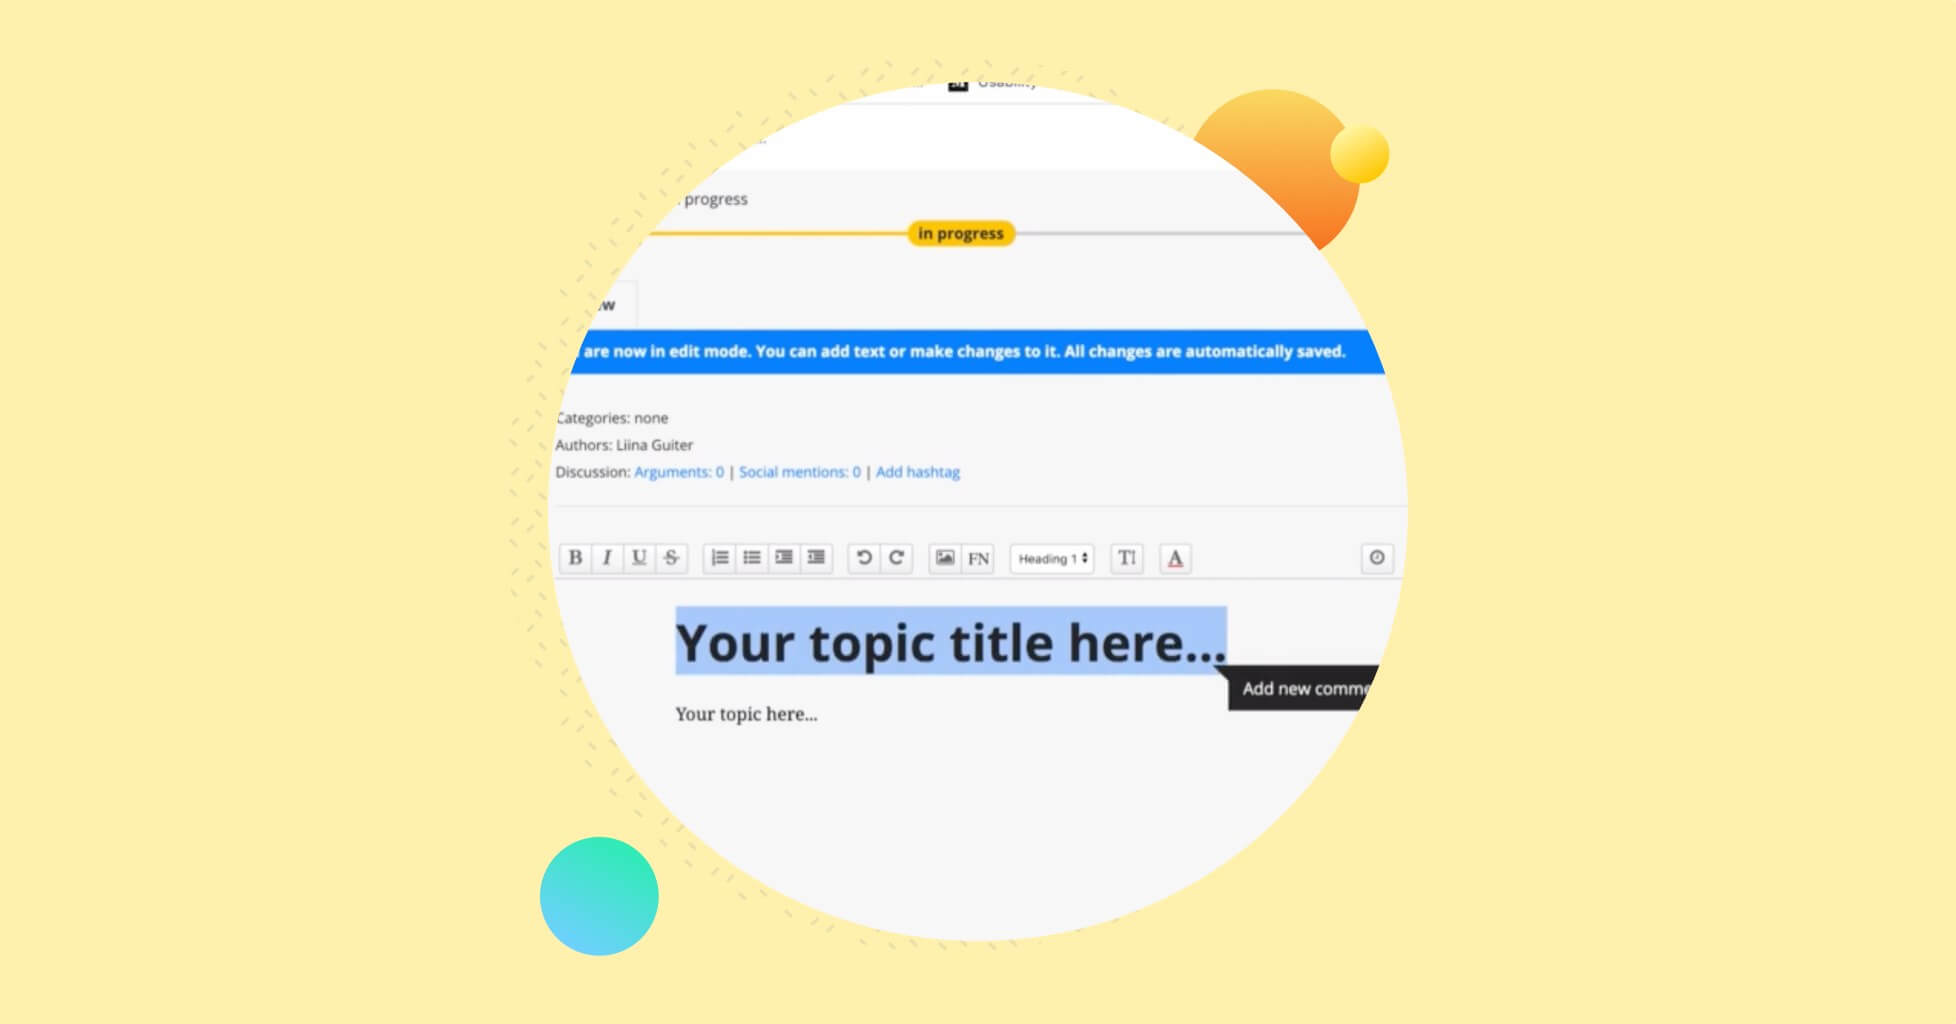 progress
in progress
are now in edit mode. You can add text or make changes to it. All changes are automatically saved.
Categories: none
Authors: Liina Guiter
Discussion: Arguments: 0 | Social mentions: 0 | Add hashtag
B I U S FN Heading 1 T A
Your topic title here...
Add new comme
Your topic here...